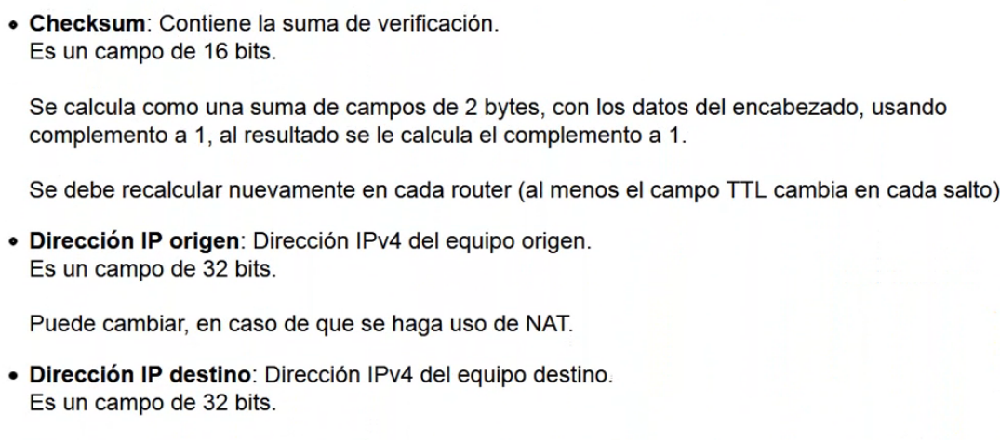 • Checksum: Contiene la suma de verificación.
Es un campo de 16 bits.
Se calcula como una suma de campos de 2 bytes, con los datos del encabezado, usando
complemento a 1, al resultado se le calcula el complemento a 1.
Se debe recalcular nuevamente en cada router (al menos el campo TTL cambia en cada salto)
• Dirección IP origen: Dirección IPv4 del equipo origen.
Es un campo de 32 bits.
Puede cambiar, en caso de que se haga uso de NAT.
• Dirección IP destino: Dirección IPv4 del equipo destino.
Es un campo de 32 bits.